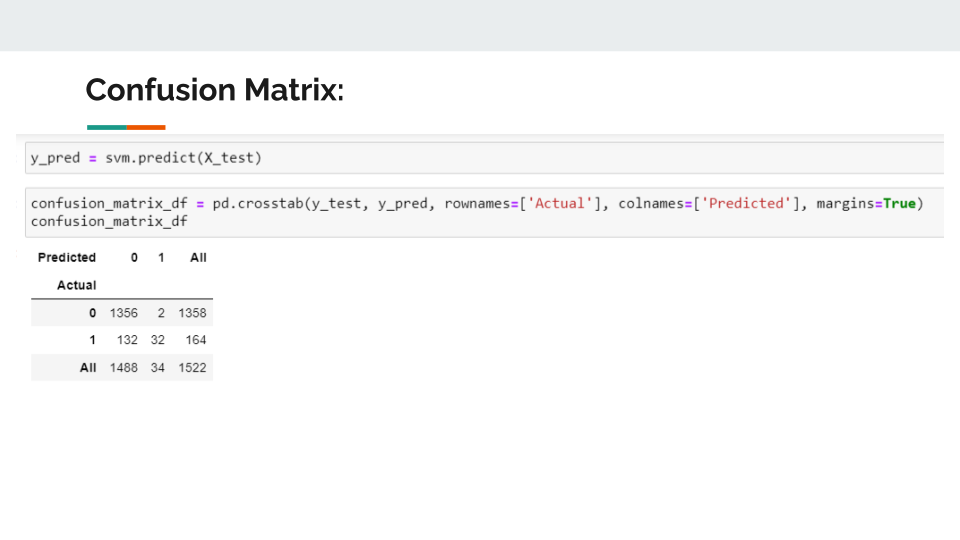 Confusion Matrix:
y_pred = svm.predict(X_test)
confusion_matrix_df = pd.crosstab(y_test, y_pred, rownames=['Actual'], colnames=['Predicted'], margins=True)
confusion_matrix_df
Predicted 0 1 All
Actual
0 1356 2 1358
1 132 32 164
All 1488 34 1522